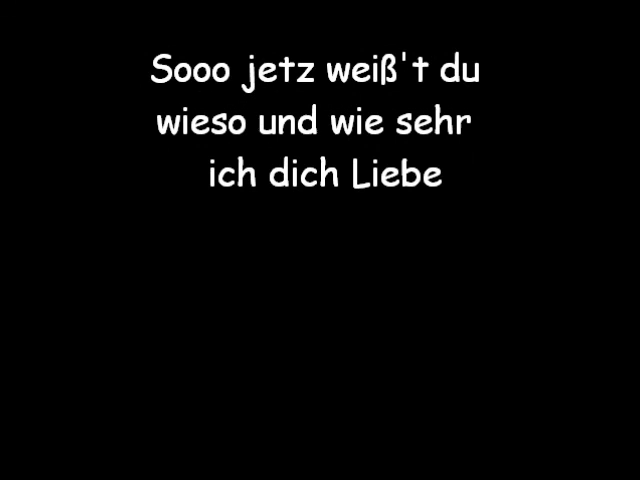 Sooo jetz weiß't du
wieso und wie sehr
ich dich Liebe